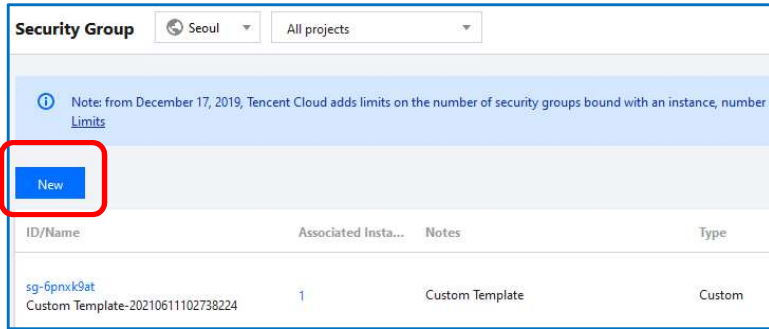 Security Group Seoul All projects
Note: from December 17, 2019, Tencent Cloud adds limits on the number of security groups bound with an instance, number
Limits
New
ID/Name Associated Insta... Notes Type
sg-6pnxk9at
Custom Template-20210611102738224
1 Custom Template Custom